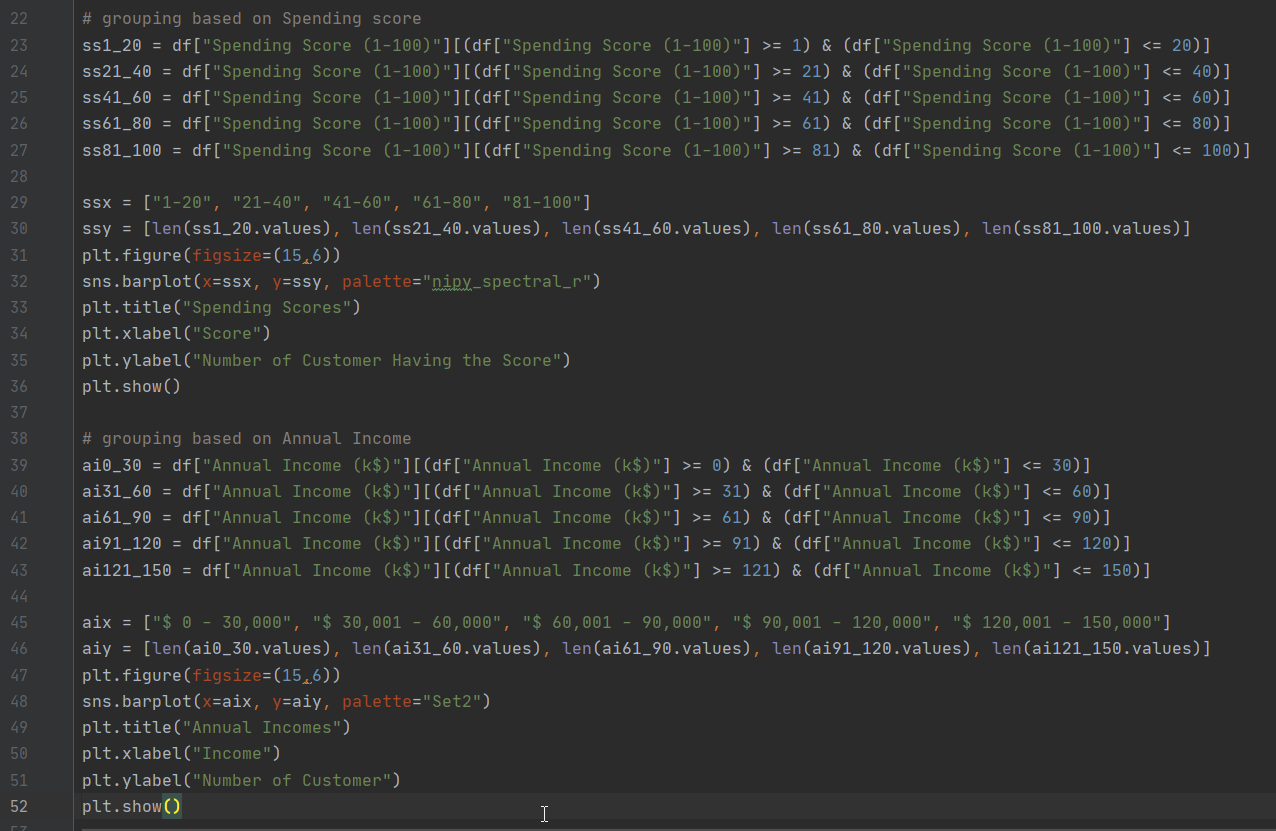 22 # grouping based on Spending score
23 ss1_20 = df["Spending Score (1-100)"][(df["Spending Score (1-100)"] >= 1) & (df["Spending Score (1-100)"] <= 20)]
24 ss21_40 = df["Spending Score (1-100)"][(df["Spending Score (1-100)"] >= 21) & (df["Spending Score (1-100)"] <= 40)]
25 ss41_60 = df["Spending Score (1-100)"][(df["Spending Score (1-100)"] >= 41) & (df["Spending Score (1-100)"] <= 60)]
26 ss61_80 = df["Spending Score (1-100)"][(df["Spending Score (1-100)"] >= 61) & (df["Spending Score (1-100)"] <= 80)]
27 ss81_100 = df["Spending Score (1-100)"][(df["Spending Score (1-100)"] >= 81) & (df["Spending Score (1-100)"] <= 100)]
28
29 ssx = ["1-20", "21-40", "41-60", "61-80", "81-100"]
30 ssy = [len(ss1_20.values), len(ss21_40.values), len(ss41_60.values), len(ss61_80.values), len(ss81_100.values)]
31 plt.figure(figsize=(15,6))
32 sns.barplot(x=ssx, y=ssy, palette="nipy_spectral_r")
33 plt.title("Spending Scores")
34 plt.xlabel("Score")
35 plt.ylabel("Number of Customer Having the Score")
36 plt.show()
37
38 # grouping based on Annual Income
39 ai0_30 = df["Annual Income (k$)"][(df["Annual Income (k$)"] >= 0) & (df["Annual Income (k$)"] <= 30)]
40 ai31_60 = df["Annual Income (k$)"][(df["Annual Income (k$)"] >= 31) & (df["Annual Income (k$)"] <= 60)]
41 ai61_90 = df["Annual Income (k$)"][(df["Annual Income (k$)"] >= 61) & (df["Annual Income (k$)"] <= 90)]
42 ai91_120 = df["Annual Income (k$)"][(df["Annual Income (k$)"] >= 91) & (df["Annual Income (k$)"] <= 120)]
43 ai121_150 = df["Annual Income (k$)"][(df["Annual Income (k$)"] >= 121) & (df["Annual Income (k$)"] <= 150)]
44
45 aix = ["$ 0 - 30,000", "$ 30,001 - 60,000", "$ 60,001 - 90,000", "$ 90,001 - 120,000", "$ 120,001 - 150,000"]
46 aiy = [len(ai0_30.values), len(ai31_60.values), len(ai61_90.values), len(ai91_120.values), len(ai121_150.values)]
47 plt.figure(figsize=(15,6))
48 sns.barplot(x=aix, y=aiy, palette="Set2")
49 plt.title("Annual Incomes")
50 plt.xlabel("Income")
51 plt.ylabel("Number of Customer")
52 plt.show()